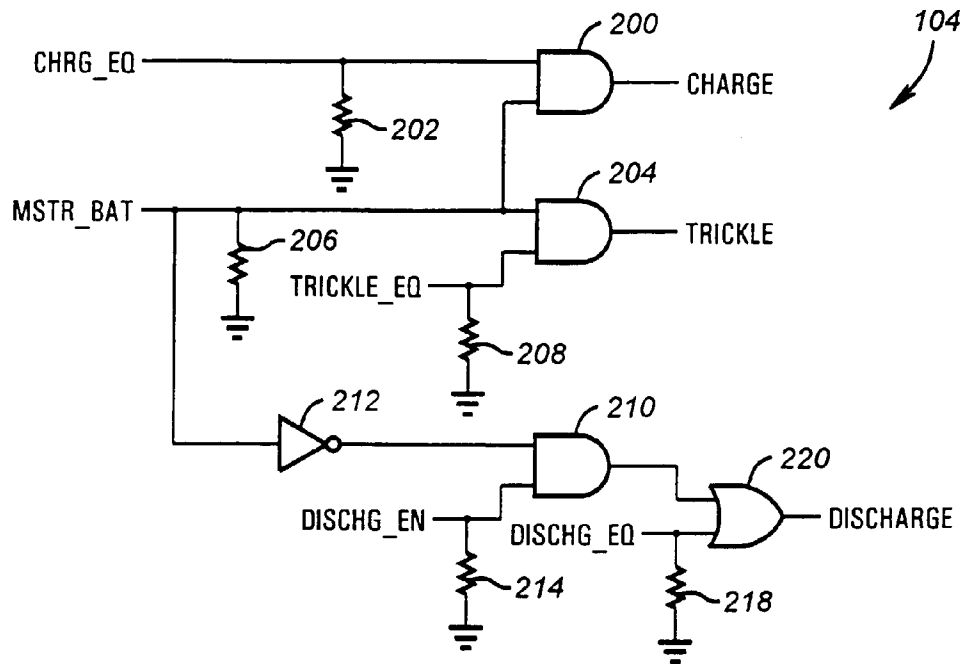 200
104
CHRG_EQ
CHARGE
202
204
MSTR_BAT
206
TRICKLE
TRICKLE_EQ
208
212
210
220
DISCHG_EN
DISCHG_EQ
DISCHARGE
214
218